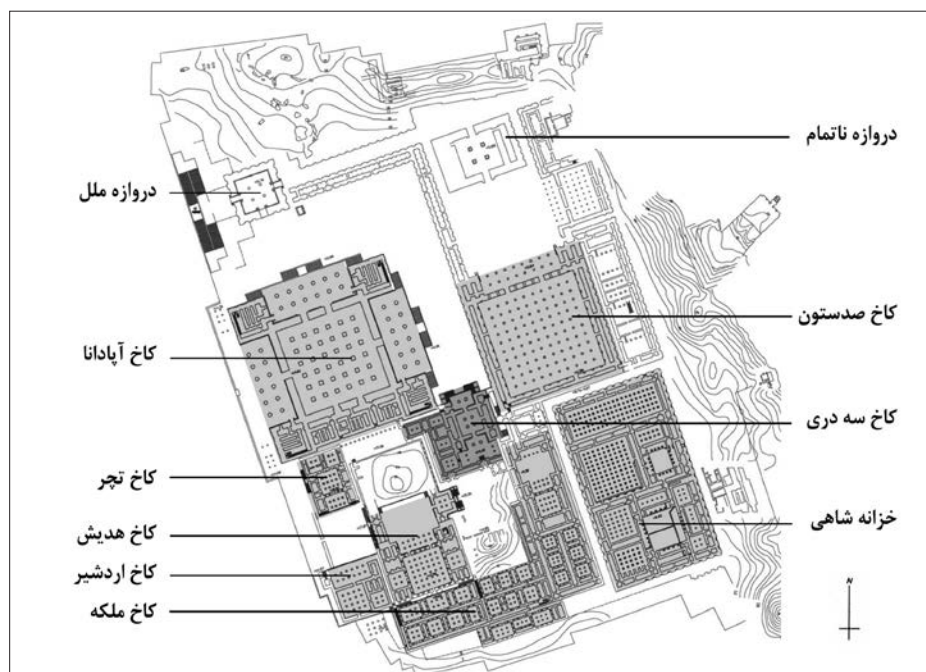 دروازه ناتمام
دروازه ملل
کاخ صدستون
کاخ آپادانا
کاخ سه دری
کاخ تچر
خزانه شاهی
کاخ هدیش
کاخ اردشیر
کاخ ملکه
N